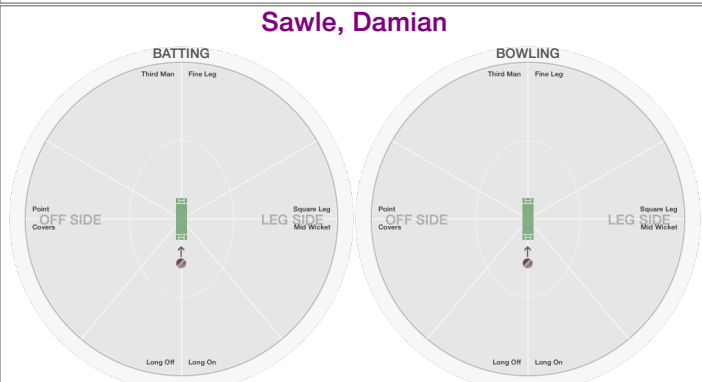 Sawle, Damian
BATTING
Third Man Fine Leg
Point
OFF SIDE
Covers
Square Leg
LEG SIDE
Mid Wicket
Long Off Long On
BOWLING
Third Man Fine Leg
Point
OFF SIDE
Covers
Square Leg
LEG SIDE
Mid Wicket
Long Off Long On